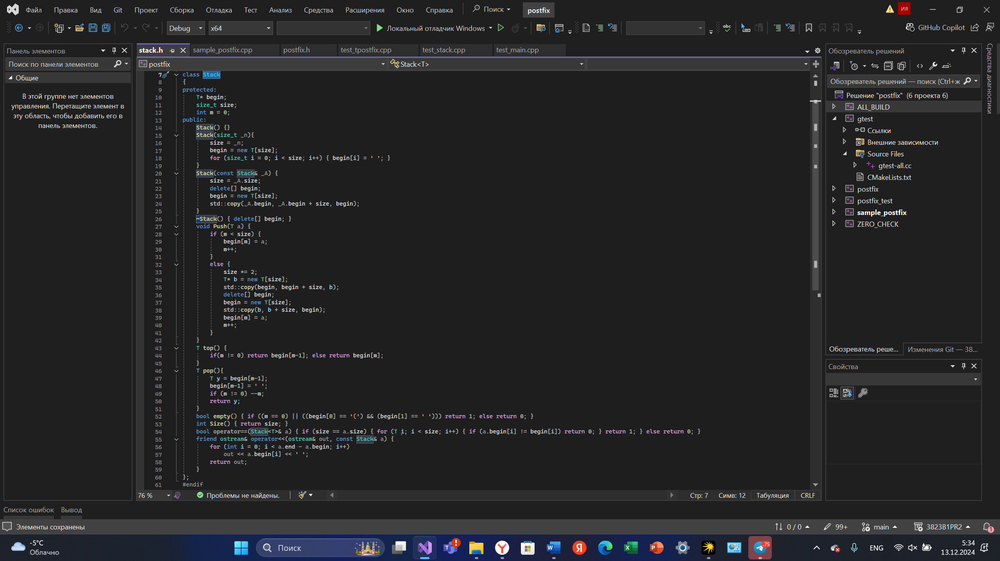 Файл Правка Вид Git Проект Сборка Отладка Тест Анализ Средства Расширения Окно Справка Поиск postfix ИЯ
Debug x64 Локальный отладчик Windows GitHub Copilot
Панель элементов
Поиск по панели элементов
Общие
В этой группе нет элементов
управления. Перетащите элемент в
эту область, чтобы добавить его в
панель элементов.
stack.h sample_postfix.cpp postfix.h test_tpostfix.cpp test_stack.cpp test_main.cpp
postfix Stack<T>
7 class Stack
8 {
9 protected:
10 T* begin;
11 size_t size;
12 int m = 0;
13 public:
14 Stack() {}
15 Stack(size_t _n){
16 size = _n;
17 begin = new T[size];
18 for (size_t i = 0; i < size; i++) { begin[i] = ' '; }
19 }
20 Stack(const Stack& _A) {
21 size = _A.size;
22 delete[] begin;
23 begin = new T[size];
24 std::copy(_A.begin, _A.begin + size, begin);
25 }
26 ~Stack() { delete[] begin; }
27 void Push(T a) {
28 if (m < size) {
29 begin[m] = a;
30 m++;
31 }
32 else {
33 size *= 2;
34 T* b = new T[size];
35 std::copy(begin, begin + size, b);
36 delete[] begin;
37 begin = new T[size];
38 std::copy(b, b + size, begin);
39 begin[m] = a;
40 m++;
41 }
42 }
43 T top() {
44 if(m != 0) return begin[m-1]; else return begin[m];
45 }
46 T pop(){
47 T y = begin[m-1];
48 begin[m-1] = ' ';
49 if (m != 0) --m;
50 return y;
51 }
52 bool empty() { if ((m == 0) || ((begin[0] == '(') && (begin[1] == ' '))) return 1; else return 0; }
53 int Size() { return size; }
54 bool operator==(Stack<T>& a) { if (size == a.size) { for (T i; i < size; i++) { if (a.begin[i] != begin[i]) return 0; } return 1; } else return 0; }
55 friend ostream& operator<<(ostream& out, const Stack& a) {
56 for (int i = 0; i < a.end - a.begin; i++)
57 out << a.begin[i] << ' ';
58 return out;
59 }
60 };
61 #endif
76 % Проблемы не найдены. Стр: 7 Симв: 12 Табуляция CRLF
Обозреватель решений
Обозреватель решений — поиск (Ctrl+ж
Решение "postfix" (6 проекта 6)
ALL_BUILD
gtest
Ссылки
Внешние зависимости
Source Files
gtest-all.cc
CMakeLists.txt
postfix
postfix_test
sample_postfix
ZERO_CHECK
Обозреватель реше... Изменения Git — 38...
Свойства
Средства диагностики
Список ошибок Вывод
Элементы сохранены 0 / 0 99+ main 3823B1PR2 1
-5°C
Облачно
Поиск
..75
ENG
5:34
13.12.2024